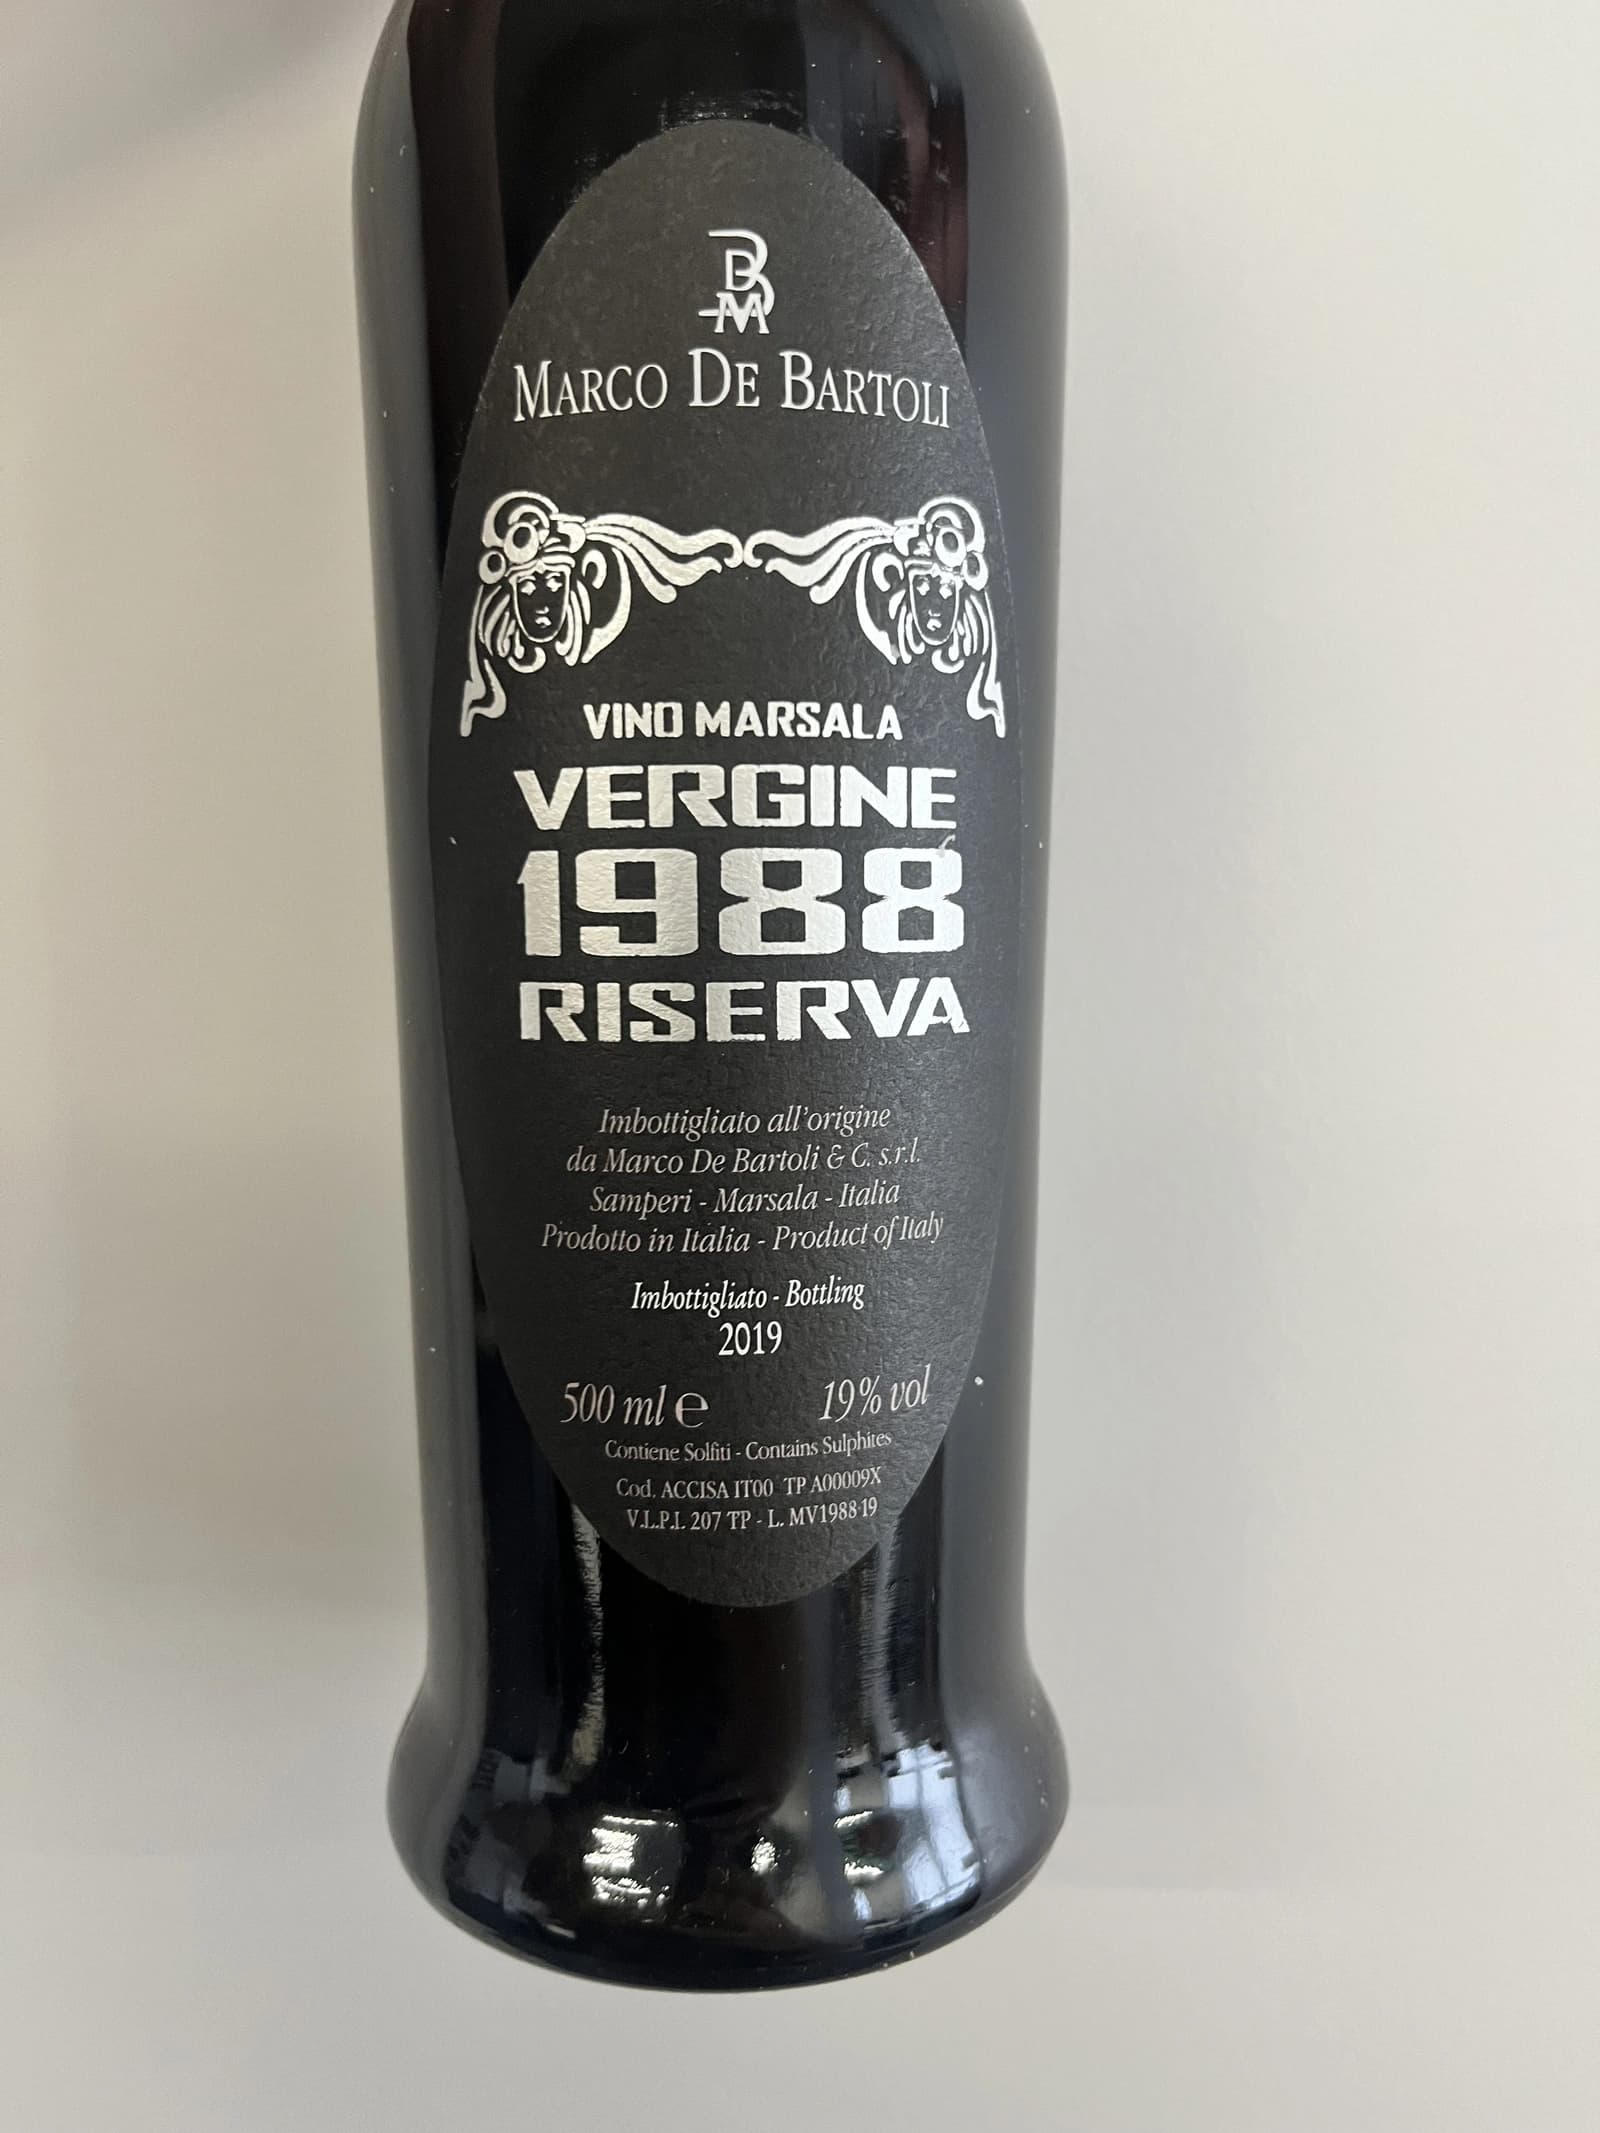 DBM
MARCO DE BARTOLI
VINO MARSALA
VERGINE
1988
RISERVA
Imbottigliato all'origine
da Marco De Bartoli & C. s.r.l.
Samperi - Marsala - Italia
Prodotto in Italia - Product of Italy
Imbottigliato - Bottling
2019
500 ml ℮ 19% vol
Contiene Solfiti - Contains Sulphites
Cod. ACCISA IT00 TP A00009X
V.L.P.I. 207 TP - L. MV1988-19